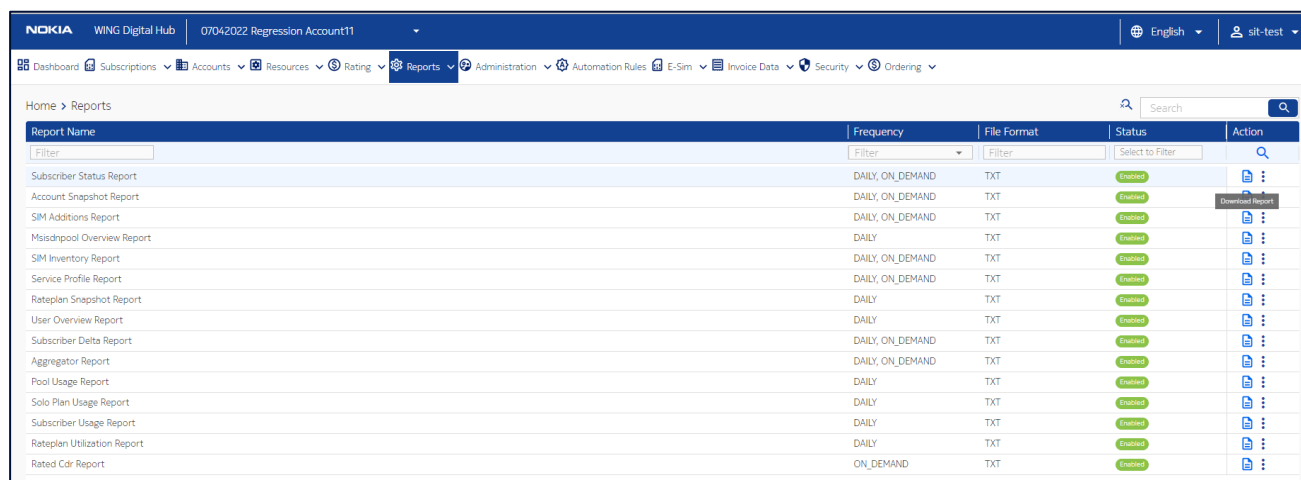 NOKIA WING Digital Hub 07042022 Regression Account11 English sit-test
Dashboard Subscriptions Accounts Resources Rating Reports Administration Automation Rules E-Sim Invoice Data Security Ordering
Home > Reports Search
Report Name Frequency File Format Status Action
Filter Filter Filter Select to Filter
Subscriber Status Report DAILY, ON_DEMAND TXT Enabled
Account Snapshot Report DAILY, ON_DEMAND TXT Enabled
Download Report
SIM Additions Report DAILY, ON_DEMAND TXT Enabled
Msisdnpool Overview Report DAILY TXT Enabled
SIM Inventory Report DAILY, ON_DEMAND TXT Enabled
Service Profile Report DAILY, ON_DEMAND TXT Enabled
Rateplan Snapshot Report DAILY TXT Enabled
User Overview Report DAILY TXT Enabled
Subscriber Delta Report DAILY, ON_DEMAND TXT Enabled
Aggregator Report DAILY, ON_DEMAND TXT Enabled
Pool Usage Report DAILY TXT Enabled
Solo Plan Usage Report DAILY TXT Enabled
Subscriber Usage Report DAILY TXT Enabled
Rateplan Utilization Report DAILY TXT Enabled
Rated Cdr Report ON_DEMAND TXT Enabled